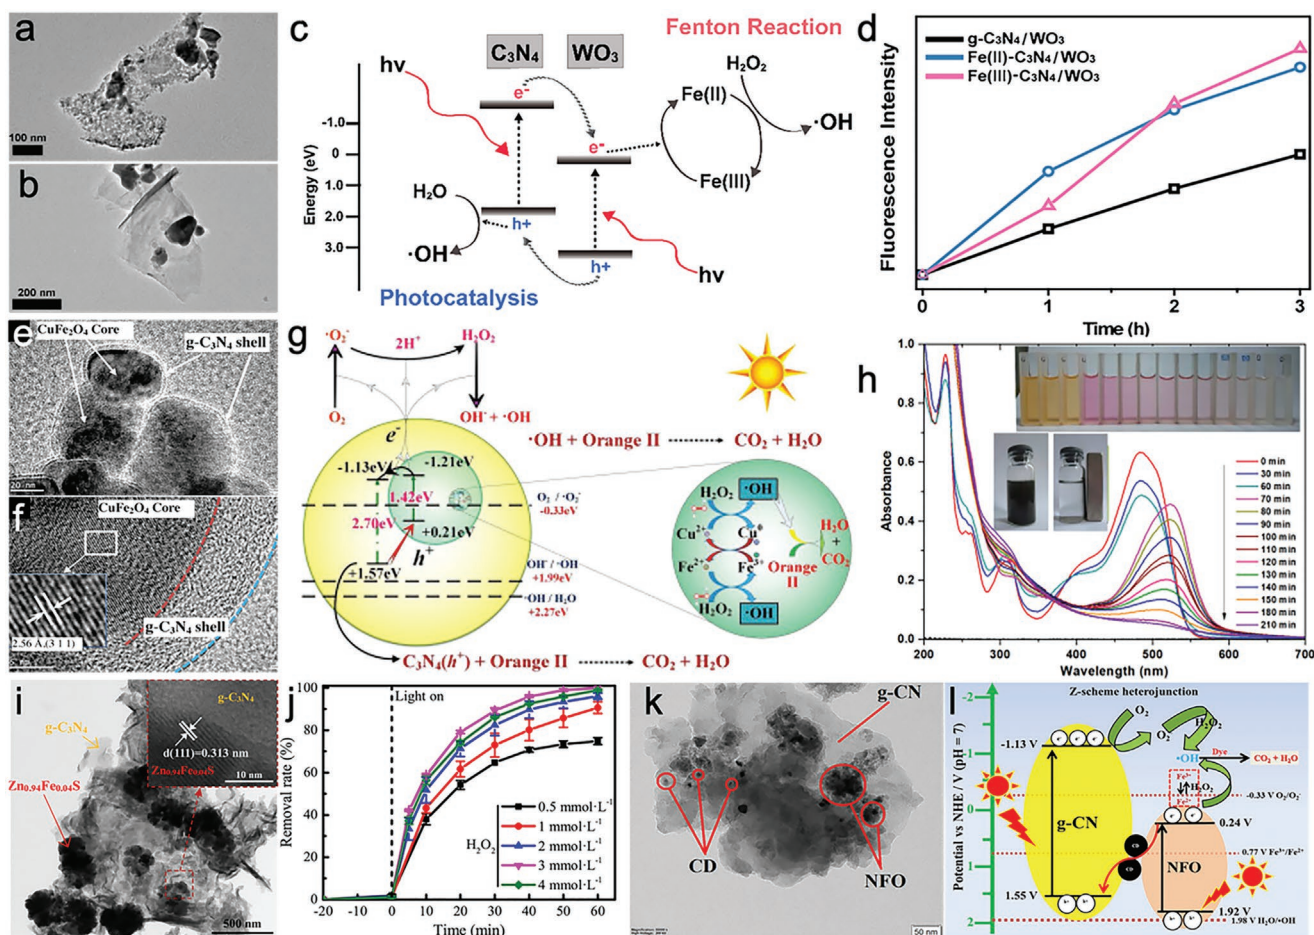 a
100 nm
b
200 nm
c
Fenton Reaction
C₃N₄
WO₃
hv
e-
H₂O₂
Fe(II)
·OH
Fe(III)
Energy (eV)
-1.0
0
1.0
2.0
3.0
e-
H₂O
h+
·OH
h+
hv
Photocatalysis
d
g-C₃N₄/WO₃
Fe(II)-C₃N₄/WO₃
Fe(III)-C₃N₄/WO₃
Fluorescence Intensity
0
1
2
3
Time (h)
e
CuFe₂O₄ Core
g-C₃N₄ shell
20 nm
f
CuFe₂O₄ Core
2.56 Å,(3 1 1)
g-C₃N₄ shell
g
·O₂⁻
2H⁺
H₂O₂
O₂
OH⁻ + ·OH
e⁻
·OH + Orange II
CO₂ + H₂O
-1.13eV
-1.21eV
1.42eV
2.70eV
+0.21eV
h⁺
+1.57eV
O₂ / ·O₂⁻
-0.33eV
OH⁻ / ·OH
+1.99eV
·OH / H₂O
+2.27eV
H₂O₂
·OH
Cu²⁺
Cu⁺
Fe²⁺
Fe³⁺
H₂O₂
·OH
Orange
II
H₂O
+
CO₂
C₃N₄(h⁺) + Orange II
CO₂ + H₂O
h
Absorbance
1.0
0.8
0.6
0.4
0.2
0.0
200
300
400
500
600
700
Wavelength (nm)
0 min
30 min
60 min
70 min
80 min
90 min
100 min
110 min
120 min
130 min
140 min
150 min
180 min
210 min
i
g-C₃N₄
g-C₃N₄
d(111)=0.313 nm
Zn₀.₉₄Fe₀.₀₄S
10 nm
Zn₀.₉₄Fe₀.₀₄S
500 nm
j
Light on
Removal rate (%)
100
80
60
40
20
0
H₂O₂
0.5 mmol·L⁻¹
1 mmol·L⁻¹
2 mmol·L⁻¹
3 mmol·L⁻¹
4 mmol·L⁻¹
-20
-10
0
10
20
30
40
50
60
Time (min)
k
g-CN
CD
NFO
50 nm
l
Z-scheme heterojunction
Potential vs NHE / V (pH = 7)
-2
-1
0
1
2
-1.13 V
O₂
O₂⁻
H₂O₂
·OH
Dye
CO₂ + H₂O
Fe³⁺
H₂O₂
Fe²⁺
-0.33 V O₂/O₂⁻
g-CN
0.24 V
0.77 V Fe³⁺/Fe²⁺
CD
CD
NFO
1.55 V
1.92 V
1.98 V H₂O/·OH